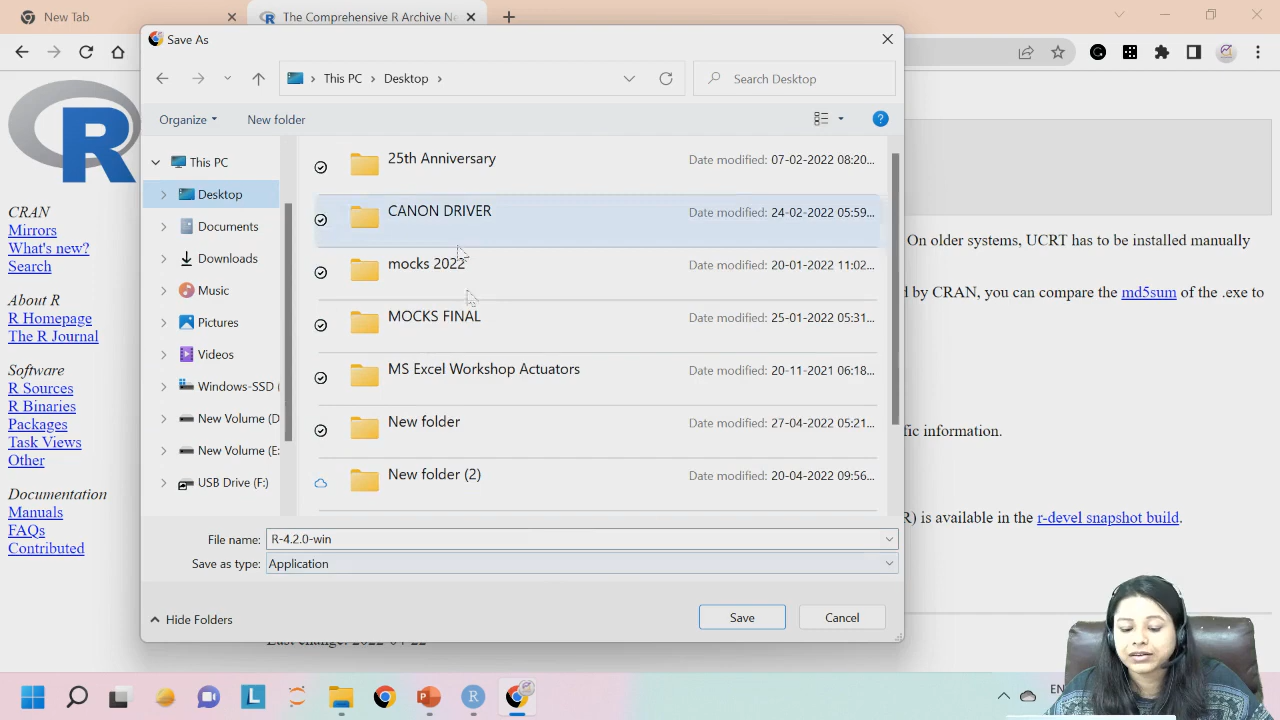 New Tab
The Comprehensive R Archive Ne
Save As
This PC
Desktop
Search Desktop
Organize
New folder
This PC
Desktop
Documents
Downloads
Music
Pictures
Videos
Windows-SSD (
New Volume (D
New Volume (E:
USB Drive (F:)
25th Anniversary
Date modified: 07-02-2022 08:20...
CANON DRIVER
Date modified: 24-02-2022 05:59...
mocks 2022
Date modified: 20-01-2022 11:02...
MOCKS FINAL
Date modified: 25-01-2022 05:31...
MS Excel Workshop Actuators
Date modified: 20-11-2021 06:18...
New folder
Date modified: 27-04-2022 05:21...
New folder (2)
Date modified: 20-04-2022 09:56...
File name: R-4.2.0-win
Save as type: Application
Hide Folders
Save
Cancel
R
CRAN
Mirrors
What's new?
Search
About R
R Homepage
The R Journal
Software
R Sources
R Binaries
Packages
Task Views
Other
Documentation
Manuals
FAQs
Contributed
On older systems, UCRT has to be installed manually
d by CRAN, you can compare the md5sum of the .exe to
fic information.
R) is available in the r-devel snapshot build.
Last change: 2022-04-22
L
R